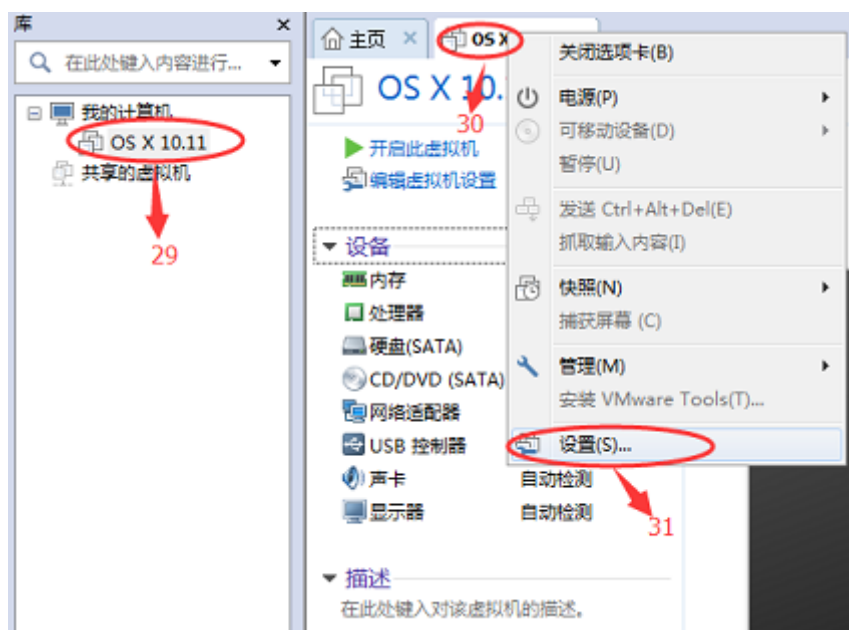 库
在此处键入内容进行...
我的计算机
OS X 10.11
共享的虚拟机
29
主页
OS X
OS X 10.
30
开启此虚拟机
编辑虚拟机设置
设备
内存
处理器
硬盘(SATA)
CD/DVD (SATA)
网络适配器
USB 控制器
声卡
自动检测
显示器
自动检测
描述
在此处键入对该虚拟机的描述。
关闭选项卡(B)
电源(P)
可移动设备(D)
暂停(U)
发送 Ctrl+Alt+Del(E)
抓取输入内容(I)
快照(N)
捕获屏幕 (C)
管理(M)
安装 VMware Tools(T)...
设置(S)...
31